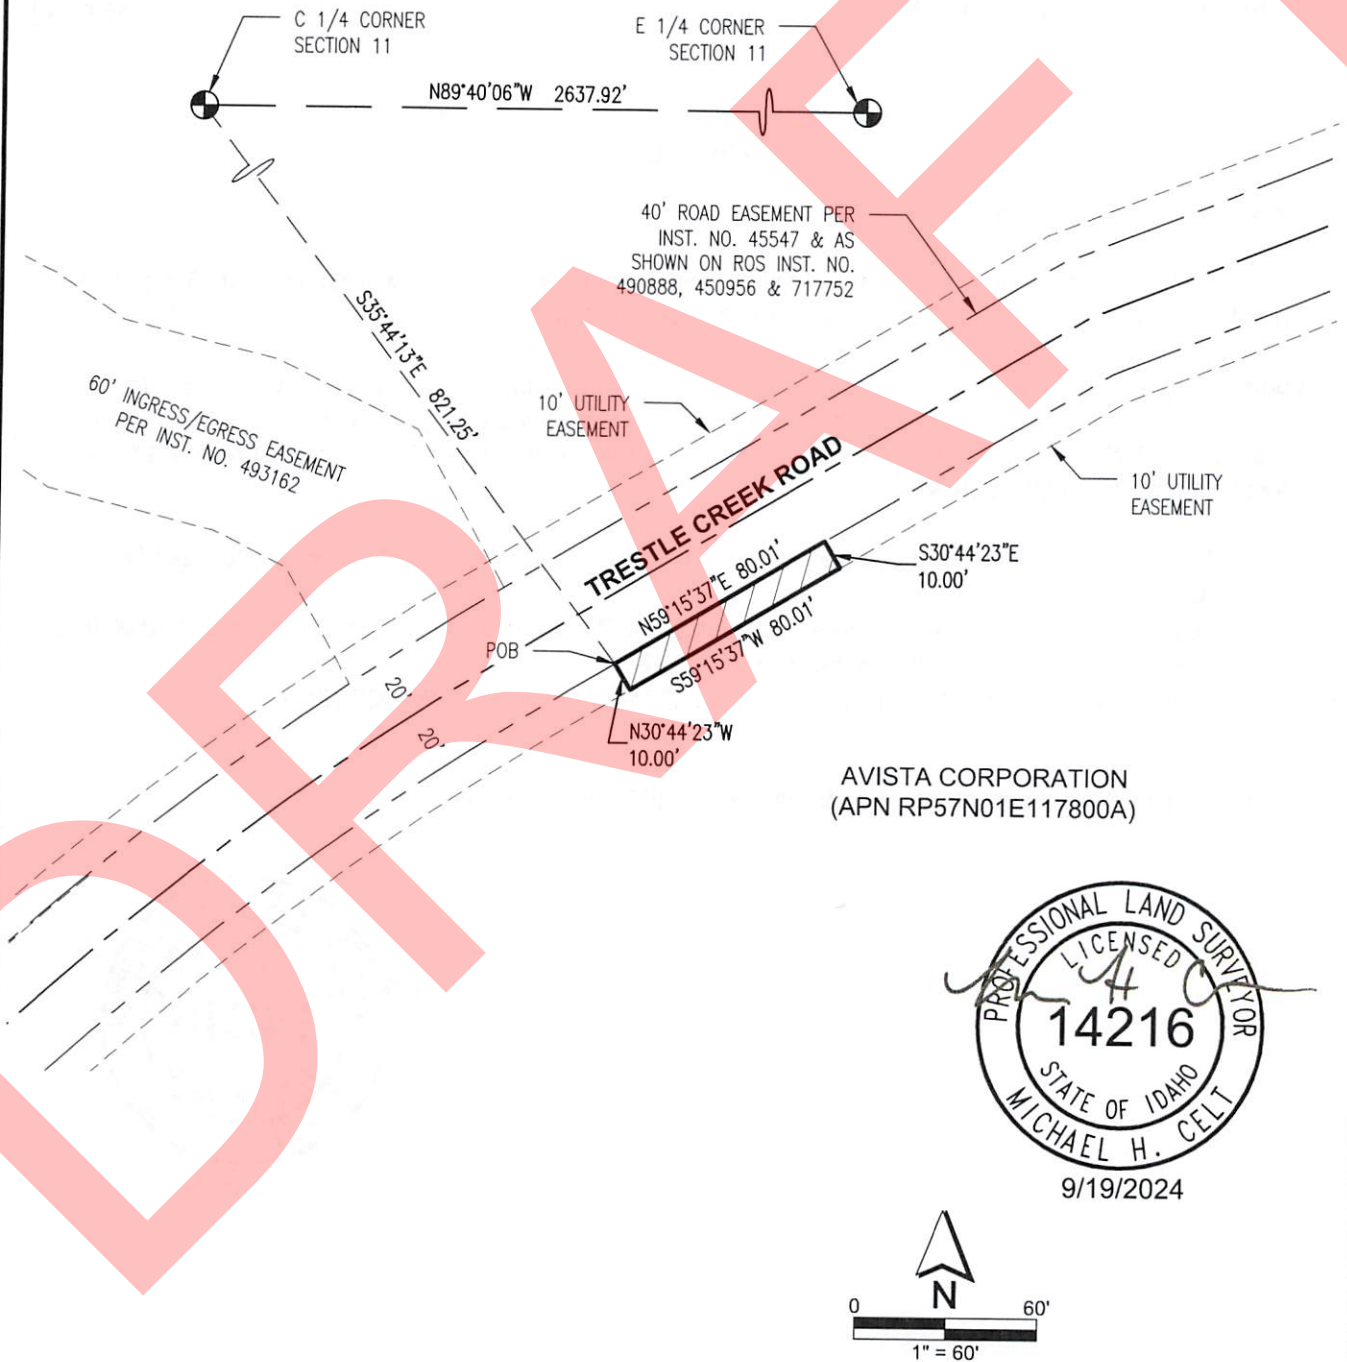 C 1/4 CORNER
SECTION 11
E 1/4 CORNER
SECTION 11
N89°40'06"W 2637.92'
40' ROAD EASEMENT PER
INST. NO. 45547 & AS
SHOWN ON ROS INST. NO.
490888, 450956 & 717752
S35°44'13"E 821.25'
60' INGRESS/EGRESS EASEMENT
PER INST. NO. 493162
10' UTILITY
EASEMENT
TRESTLE CREEK ROAD
10' UTILITY
EASEMENT
N59°15'37"E 80.01'
S30°44'23"E
10.00'
POB
S59°15'37"W 80.01'
20'
20'
N30°44'23"W
10.00'
AVISTA CORPORATION
(APN RP57N01E117800A)
DRAFT
PROFESSIONAL LAND SURVEYOR
LICENSED
14216
STATE OF IDAHO
MICHAEL H. CELT
9/19/2024
N
0 60'
1" = 60'